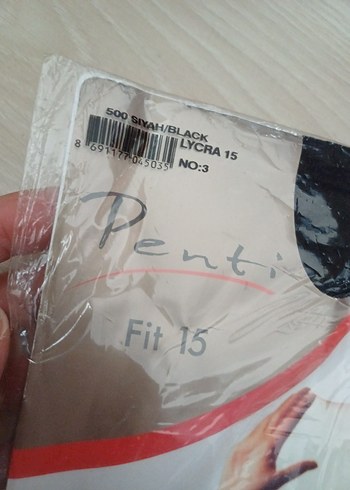 500 SIYAH/BLACK
LYCRA 15
8 691177 045035
NO:3
Penti
Fit 15